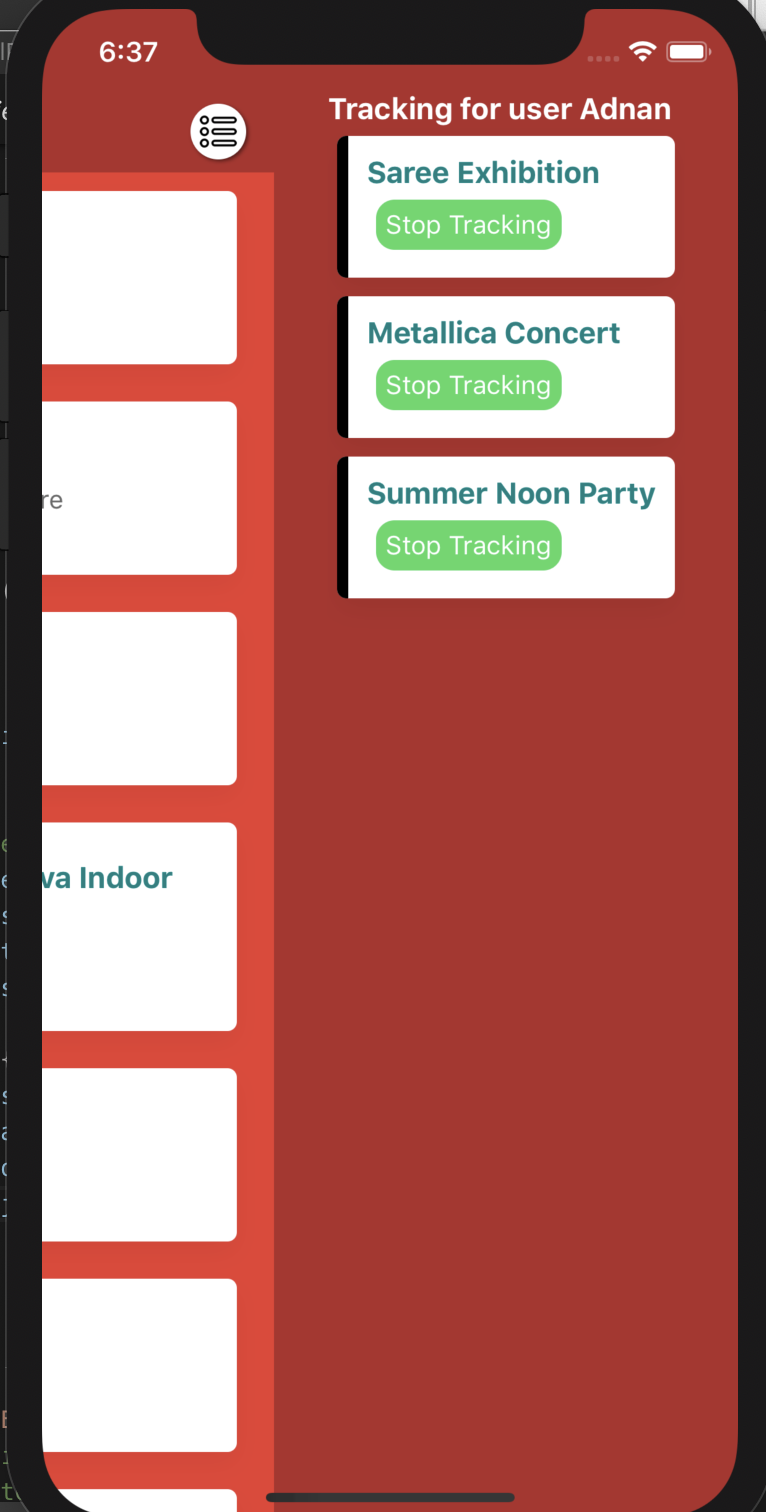 6:37
Tracking for user Adnan
Saree Exhibition
Stop Tracking
Metallica Concert
Stop Tracking
Summer Noon Party
Stop Tracking
re
va Indoor